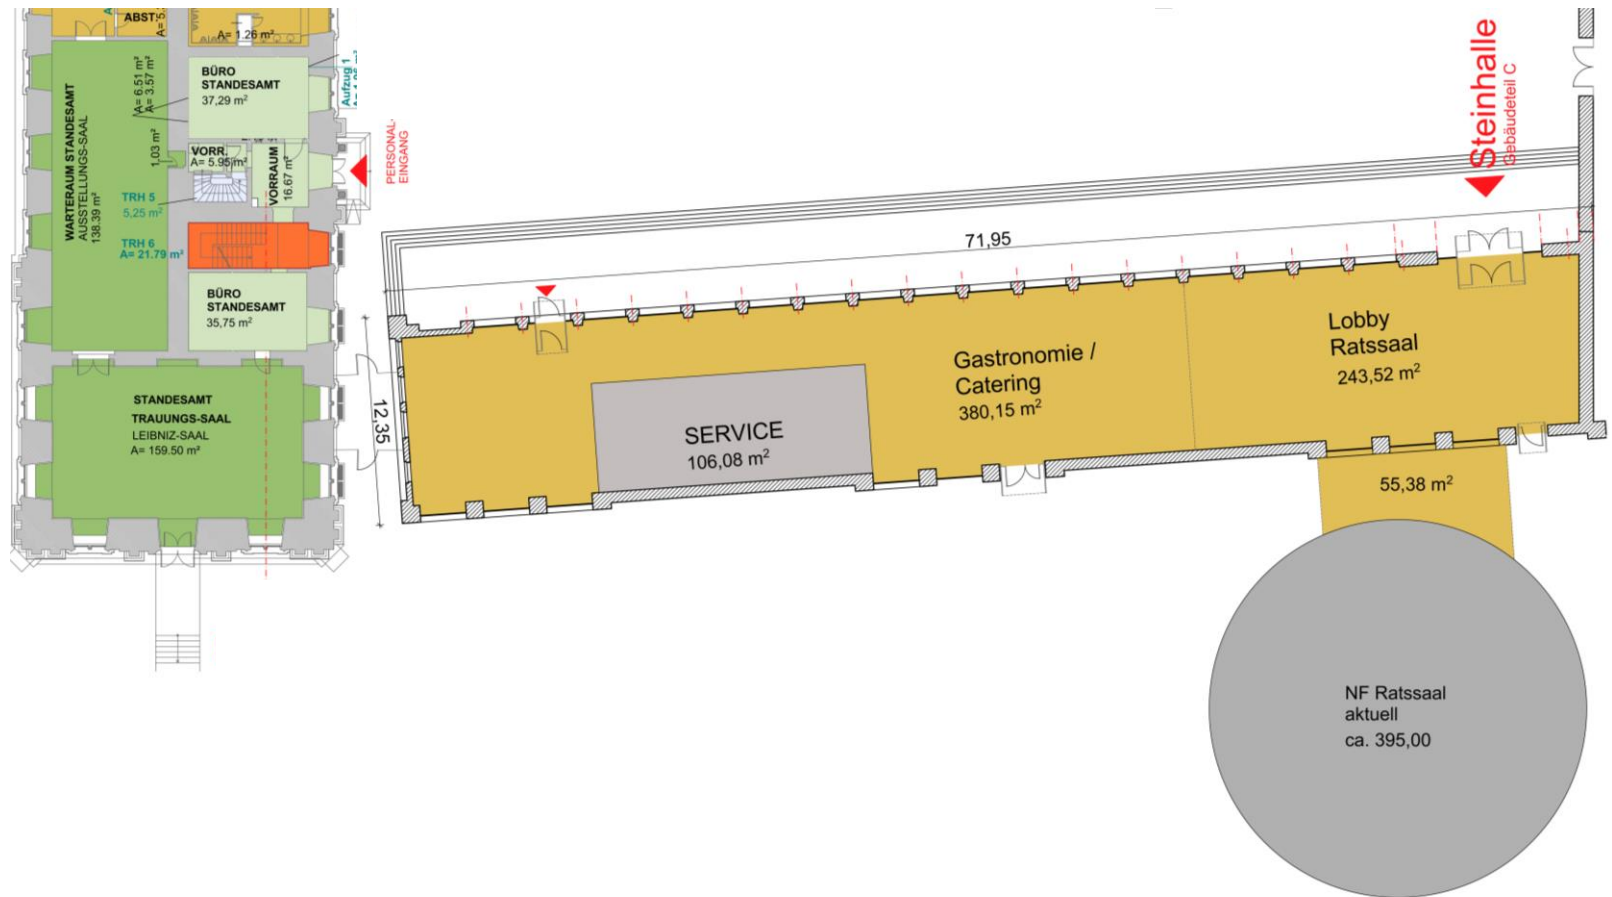 ABST.
A= 1.26 m²
BÜRO
STANDESAMT
37,29 m²
A= 6.51 m²
A= 3.57 m²
Aufzug 1
WARTERAUM STANDESAMT
AUSSTELLUNGS-SAAL
138.39 m²
1,03 m²
VORR.
A= 5.95 m²
VORRAUM
16.67 m²
PERSONAL-
EINGANG
TRH 5
5,25 m²
TRH 6
A= 21.79 m²
BÜRO
STANDESAMT
35,75 m²
STANDESAMT
TRAUUNGS-SAAL
LEIBNIZ-SAAL
A= 159.50 m²
Steinhalle
Gebäudeteil C
71,95
12,35
SERVICE
106,08 m²
Gastronomie /
Catering
380,15 m²
Lobby
Ratssaal
243,52 m²
55,38 m²
NF Ratssaal
aktuell
ca. 395,00